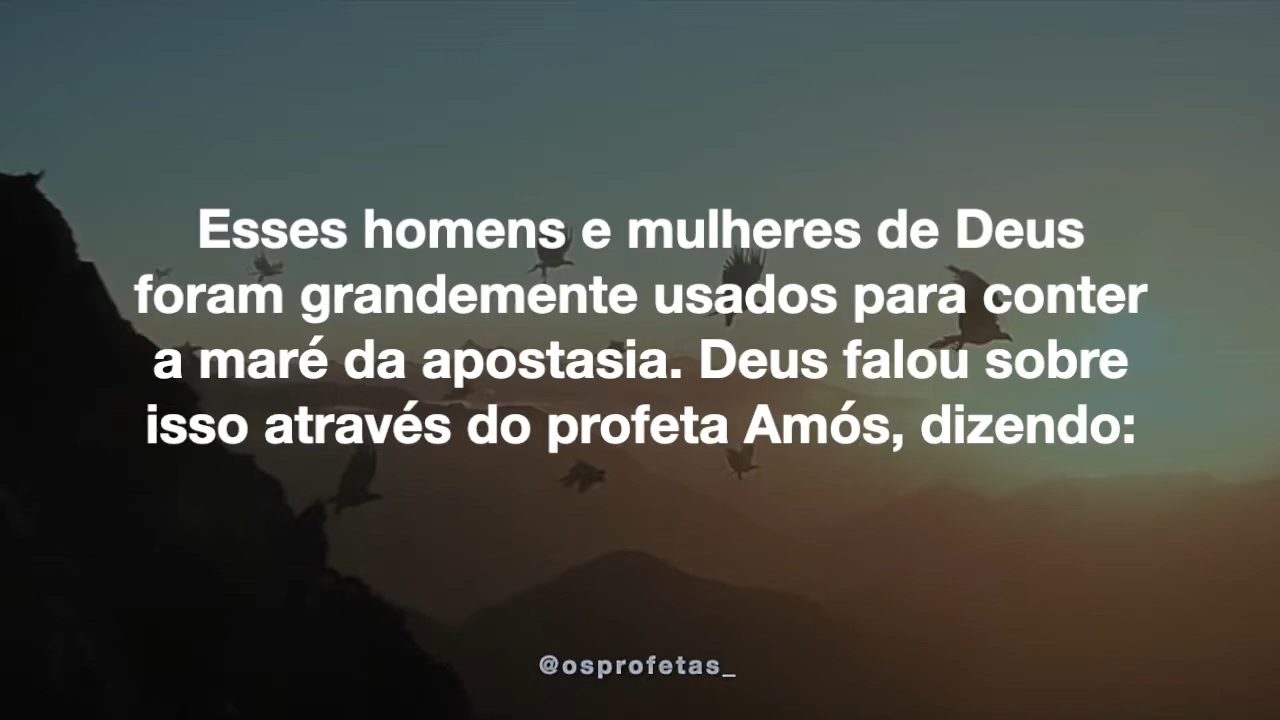 Esses homens e mulheres de Deus
foram grandemente usados para conter
a maré da apostasia. Deus falou sobre
isso através do profeta Amós, dizendo:
@osprofetas_